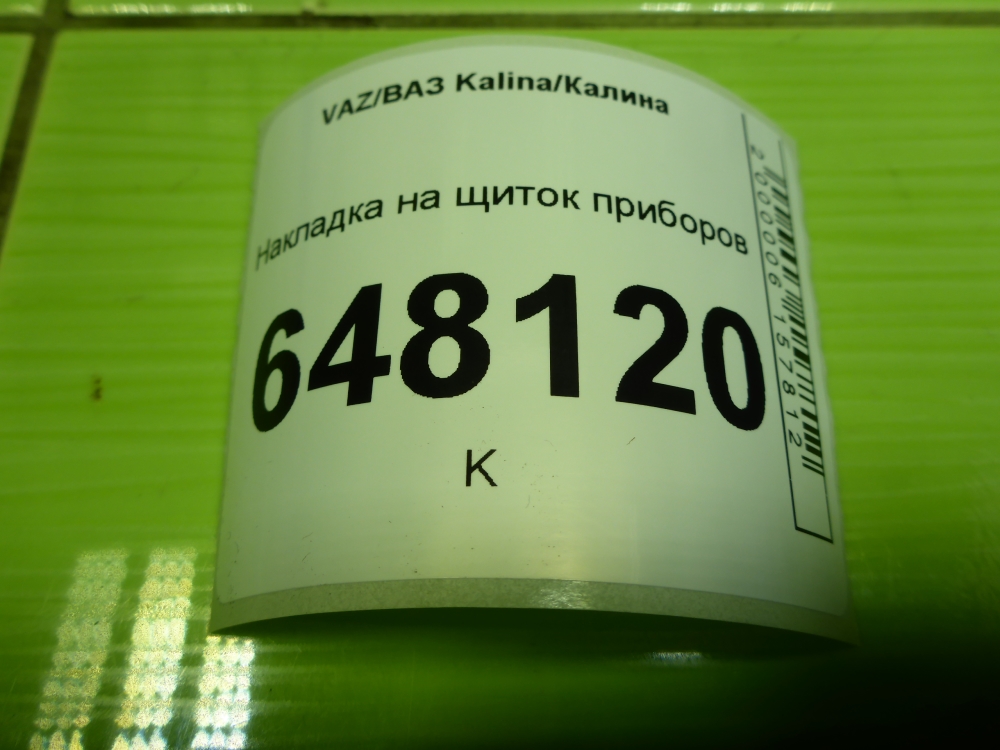 VAZ/ВАЗ Kalina/Калина
Накладка на щиток приборов
648120
К
2000006157812